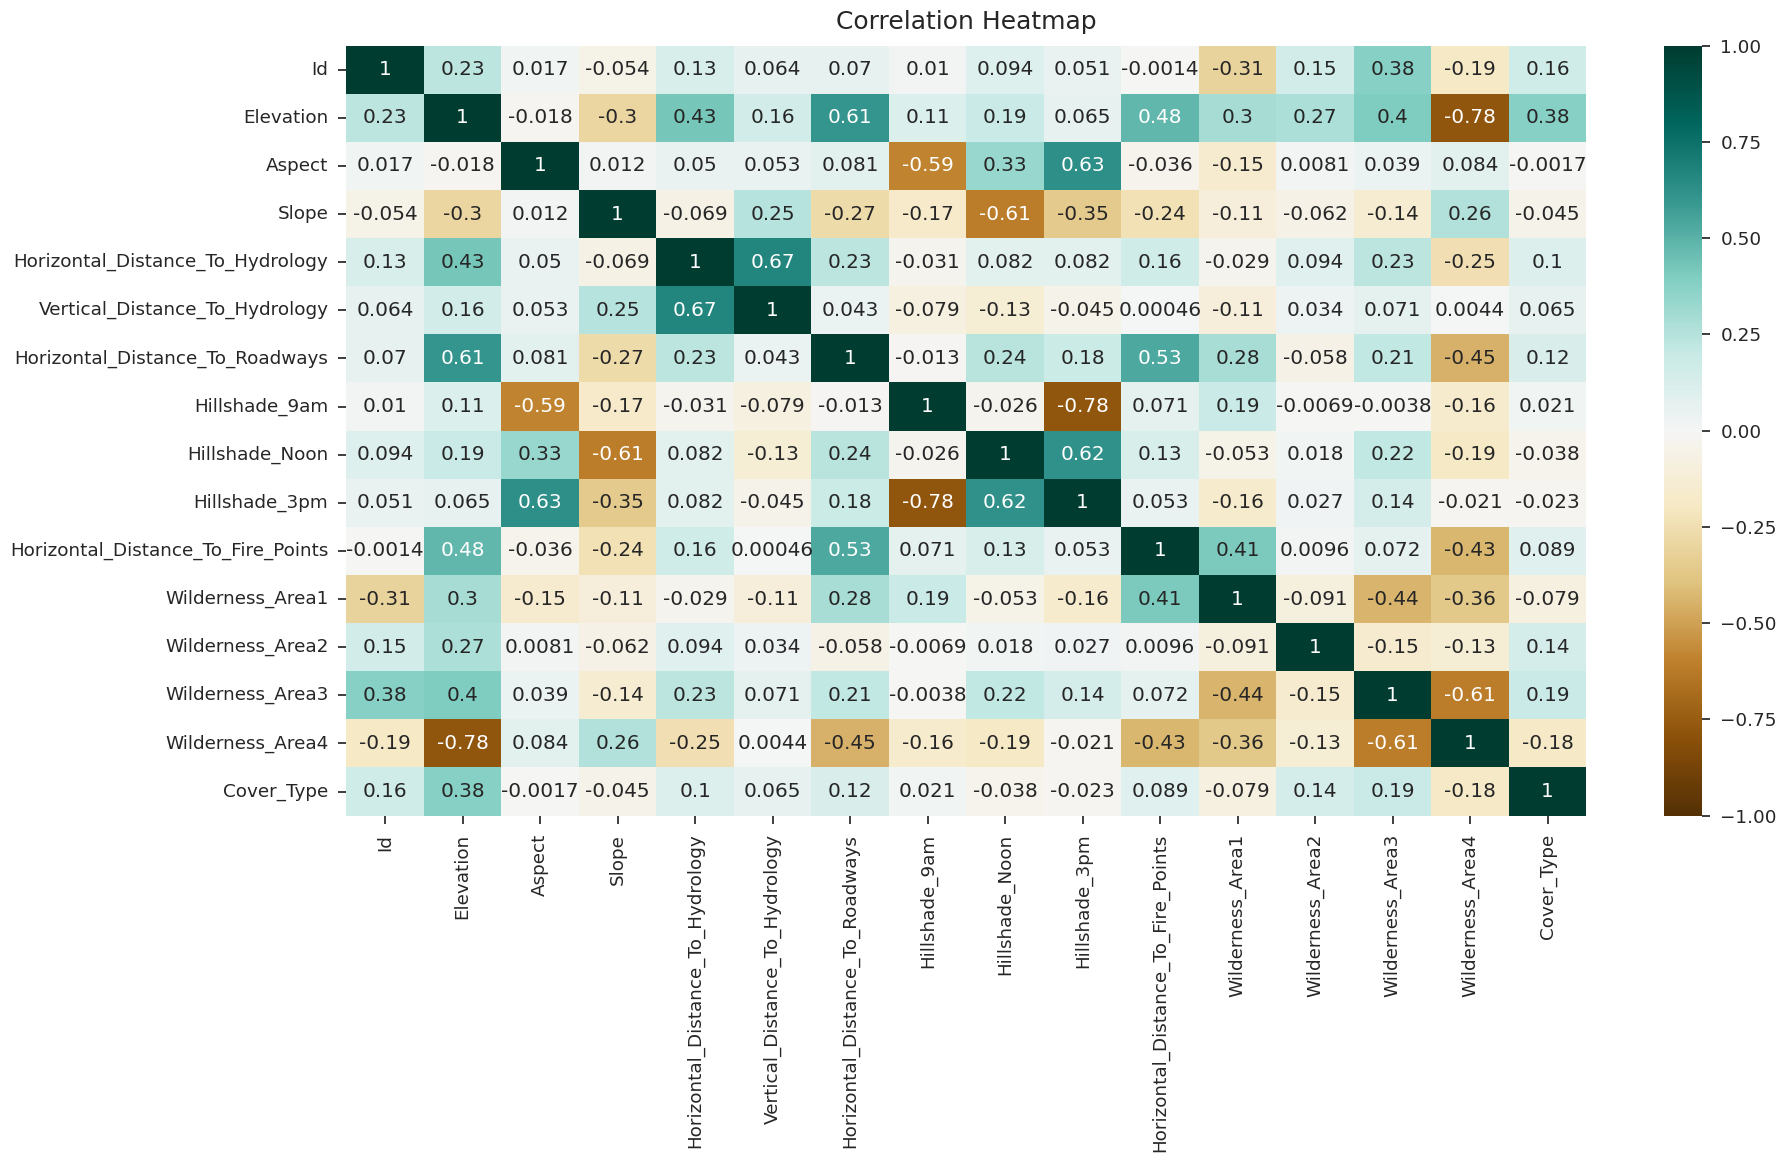 Correlation Heatmap
Id 1 0.23 0.017 -0.054 0.13 0.064 0.07 0.01 0.094 0.051 -0.0014 -0.31 0.15 0.38 -0.19 0.16
Elevation 0.23 1 -0.018 -0.3 0.43 0.16 0.61 0.11 0.19 0.065 0.48 0.3 0.27 0.4 -0.78 0.38
Aspect 0.017 -0.018 1 0.012 0.05 0.053 0.081 -0.59 0.33 0.63 -0.036 -0.15 0.0081 0.039 0.084 -0.0017
Slope -0.054 -0.3 0.012 1 -0.069 0.25 -0.27 -0.17 -0.61 -0.35 -0.24 -0.11 -0.062 -0.14 0.26 -0.045
Horizontal_Distance_To_Hydrology 0.13 0.43 0.05 -0.069 1 0.67 0.23 -0.031 0.082 0.082 0.16 -0.029 0.094 0.23 -0.25 0.1
Vertical_Distance_To_Hydrology 0.064 0.16 0.053 0.25 0.67 1 0.043 -0.079 -0.13 -0.045 0.00046 -0.11 0.034 0.071 0.0044 0.065
Horizontal_Distance_To_Roadways 0.07 0.61 0.081 -0.27 0.23 0.043 1 -0.013 0.24 0.18 0.53 0.28 -0.058 0.21 -0.45 0.12
Hillshade_9am 0.01 0.11 -0.59 -0.17 -0.031 -0.079 -0.013 1 -0.026 -0.78 0.071 0.19 -0.0069 -0.0038 -0.16 0.021
Hillshade_Noon 0.094 0.19 0.33 -0.61 0.082 -0.13 0.24 -0.026 1 0.62 0.13 -0.053 0.018 0.22 -0.19 -0.038
Hillshade_3pm 0.051 0.065 0.63 -0.35 0.082 -0.045 0.18 -0.78 0.62 1 0.053 -0.16 0.027 0.14 -0.021 -0.023
Horizontal_Distance_To_Fire_Points -0.0014 0.48 -0.036 -0.24 0.16 0.00046 0.53 0.071 0.13 0.053 1 0.41 0.0096 0.072 -0.43 0.089
Wilderness_Area1 -0.31 0.3 -0.15 -0.11 -0.029 -0.11 0.28 0.19 -0.053 -0.16 0.41 1 -0.091 -0.44 -0.36 -0.079
Wilderness_Area2 0.15 0.27 0.0081 -0.062 0.094 0.034 -0.058 -0.0069 0.018 0.027 0.0096 -0.091 1 -0.15 -0.13 0.14
Wilderness_Area3 0.38 0.4 0.039 -0.14 0.23 0.071 0.21 -0.0038 0.22 0.14 0.072 -0.44 -0.15 1 -0.61 0.19
Wilderness_Area4 -0.19 -0.78 0.084 0.26 -0.25 0.0044 -0.45 -0.16 -0.19 -0.021 -0.43 -0.36 -0.13 -0.61 1 -0.18
Cover_Type 0.16 0.38 -0.0017 -0.045 0.1 0.065 0.12 0.021 -0.038 -0.023 0.089 -0.079 0.14 0.19 -0.18 1
Id
Elevation
Aspect
Slope
Horizontal_Distance_To_Hydrology
Vertical_Distance_To_Hydrology
Horizontal_Distance_To_Roadways
Hillshade_9am
Hillshade_Noon
Hillshade_3pm
Horizontal_Distance_To_Fire_Points
Wilderness_Area1
Wilderness_Area2
Wilderness_Area3
Wilderness_Area4
Cover_Type
1.00
0.75
0.50
0.25
0.00
−0.25
−0.50
−0.75
−1.00